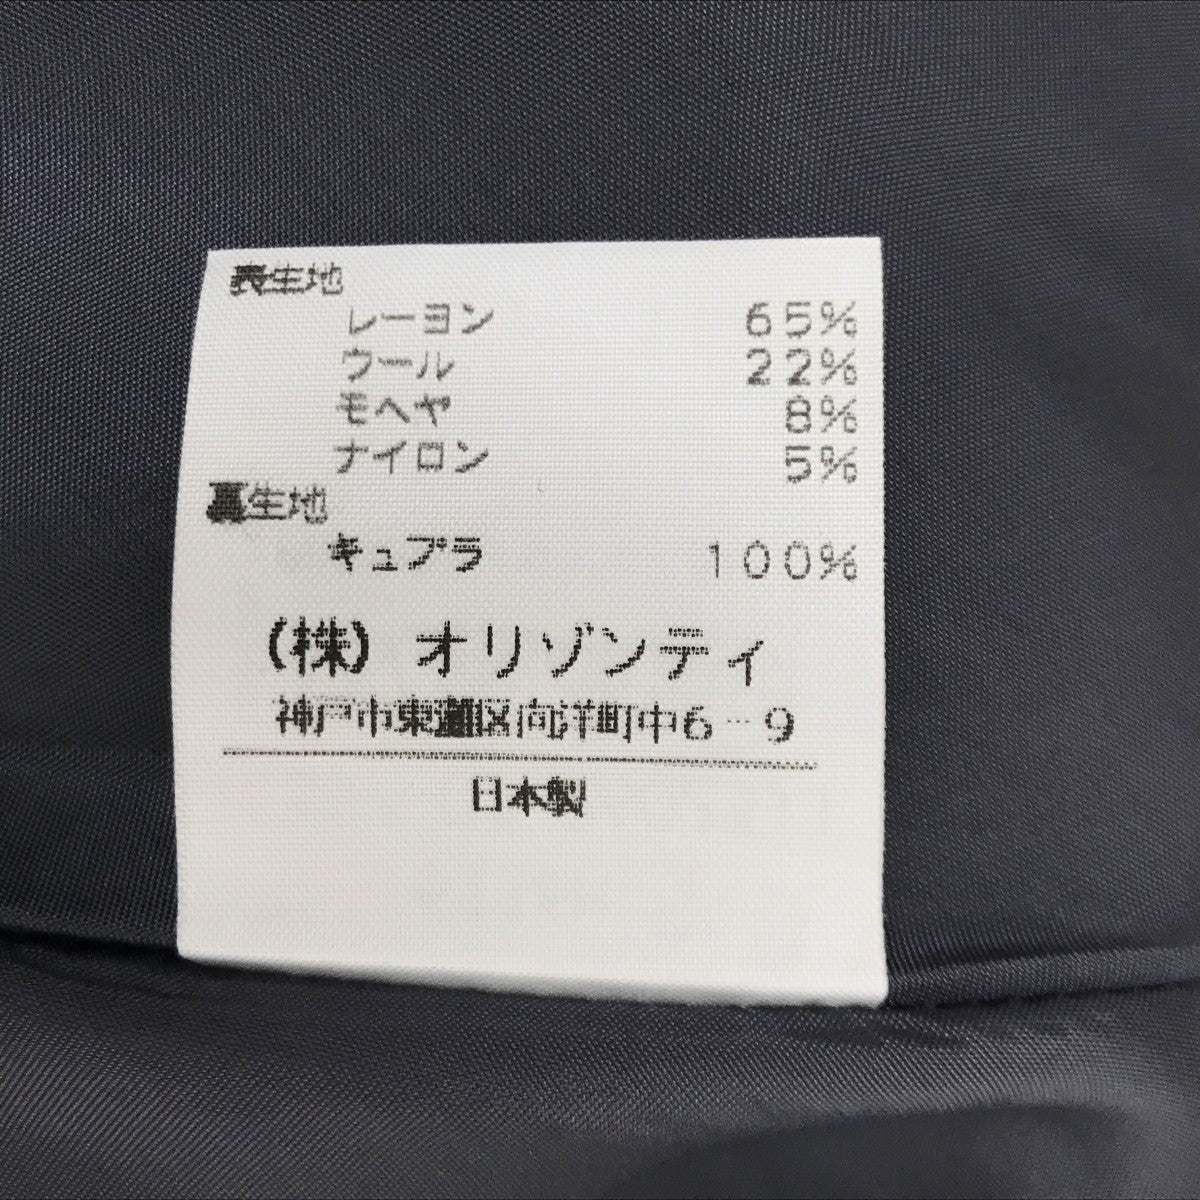 表生地
レーヨン 65%
ウール 22%
モヘヤ 8%
ナイロン 5%
裏生地
キュプラ 100%
(株) オリゾンティ
神戸市東灘区向洋町中6-9
日本製